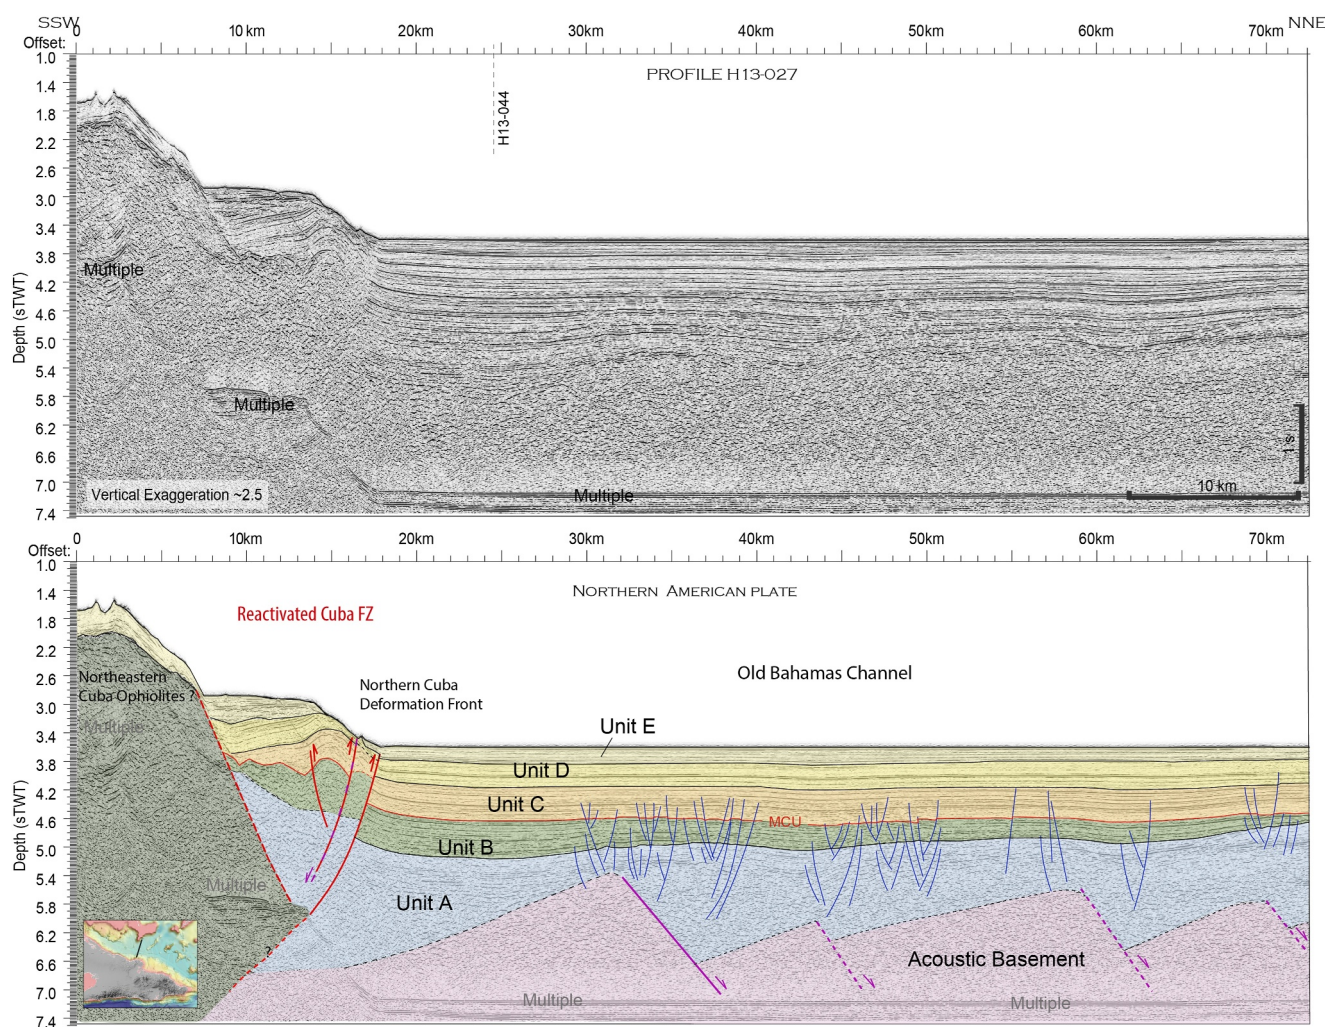 SSW
NNE
Offset:
0 10 km 20km 30km 40km 50km 60km 70km
1.0
1.4
1.8
2.2
2.6
3.0
3.4
3.8
4.2
4.6
5.0
5.4
5.8
6.2
6.6
7.0
7.4
Depth (sTWT)
PROFILE H13-027
H13-044
Multiple
Multiple
Multiple
1 s
10 km
Vertical Exaggeration ~2.5
Offset:
0 10km 20km 30km 40km 50km 60km 70km
1.0
1.4
1.8
2.2
2.6
3.0
3.4
3.8
4.2
4.6
5.0
5.4
5.8
6.2
6.6
7.0
7.4
Depth (sTWT)
NORTHERN AMERICAN PLATE
Reactivated Cuba FZ
Northeastern
Cuba Ophiolites ?
Multiple
Northern Cuba
Deformation Front
Old Bahamas Channel
Unit E
Unit D
Unit C
MCU
Unit B
Multiple
Unit A
?
Acoustic Basement
Multiple
Multiple